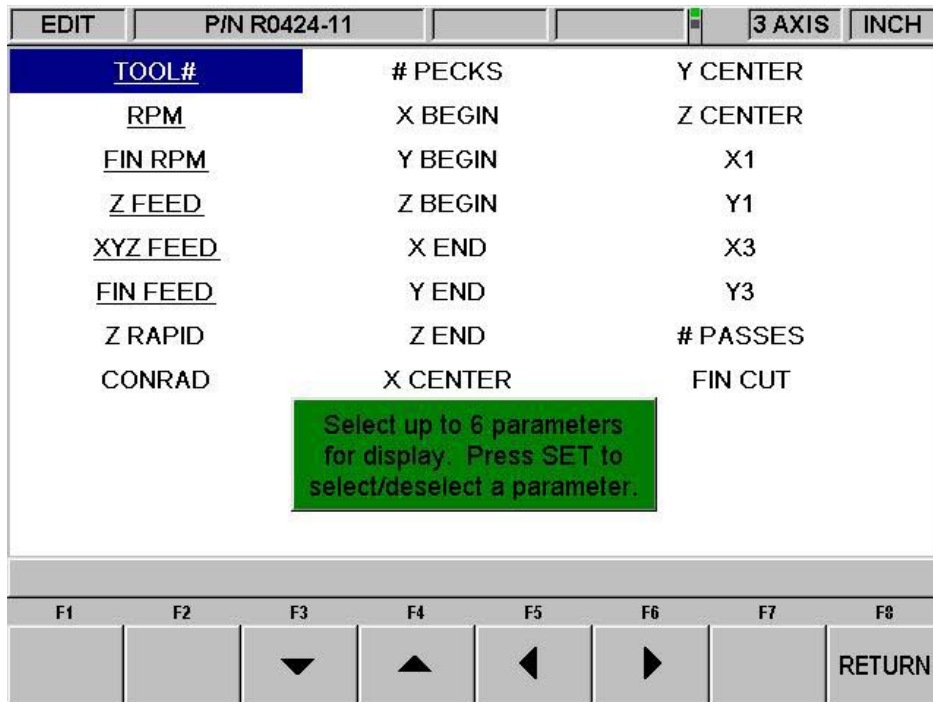 EDIT P/N R0424-11 3 AXIS INCH
TOOL# # PECKS Y CENTER
RPM X BEGIN Z CENTER
FIN RPM Y BEGIN X1
Z FEED Z BEGIN Y1
XYZ FEED X END X3
FIN FEED Y END Y3
Z RAPID Z END # PASSES
CONRAD X CENTER FIN CUT
Select up to 6 parameters
for display. Press SET to
select/deselect a parameter.
F1 F2 F3 F4 F5 F6 F7 F8
RETURN